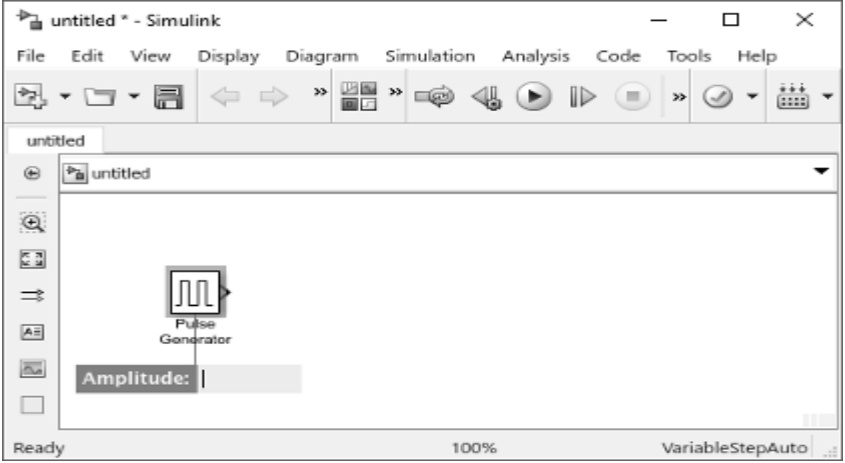 untitled * - Simulink
File Edit View Display Diagram Simulation Analysis Code Tools Help
untitled
untitled
Pulse
Generator
Amplitude:
Ready 100% VariableStepAuto